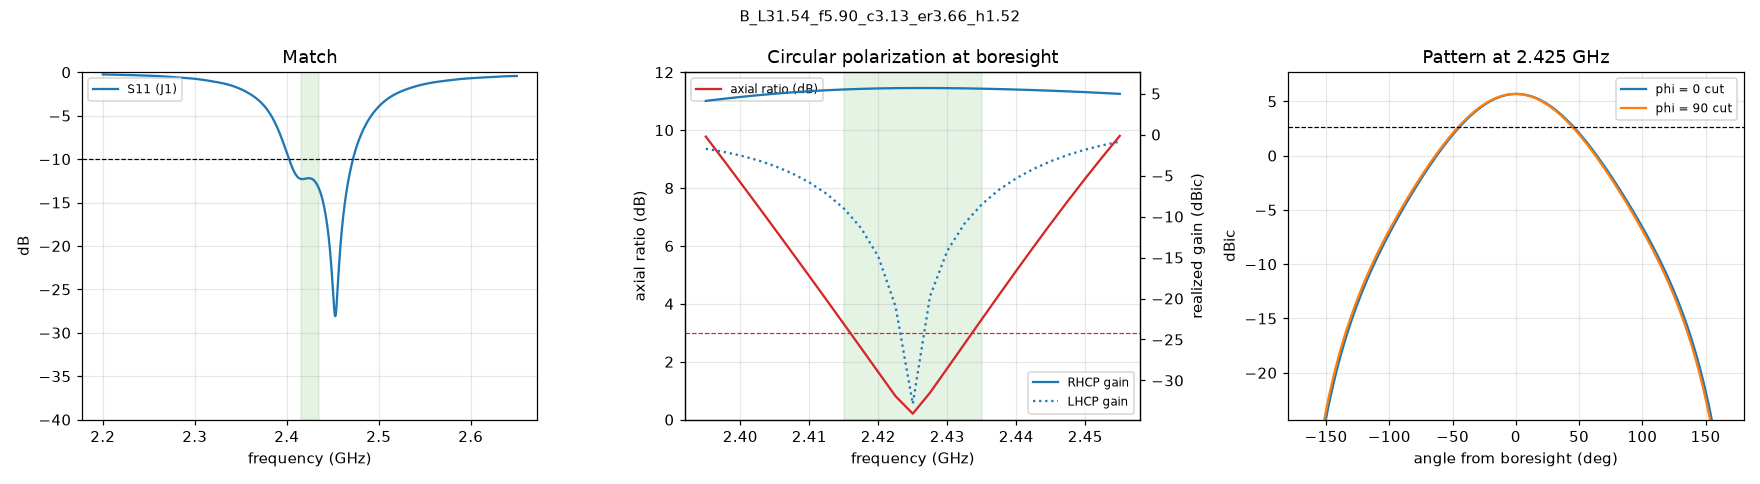 B_L31.54_f5.90_c3.13_er3.66_h1.52
Match
S11 (J1)
dB
0
−5
−10
−15
−20
−25
−30
−35
−40
2.2 2.3 2.4 2.5 2.6
frequency (GHz)
Circular polarization at boresight
axial ratio (dB)
axial ratio (dB)
12
10
8
6
4
2
0
5
0
−5
−10
−15
−20
−25
−30
realized gain (dBic)
RHCP gain
LHCP gain
2.40 2.41 2.42 2.43 2.44 2.45
frequency (GHz)
Pattern at 2.425 GHz
phi = 0 cut
phi = 90 cut
dBic
5
0
−5
−10
−15
−20
−150 −100 −50 0 50 100 150
angle from boresight (deg)